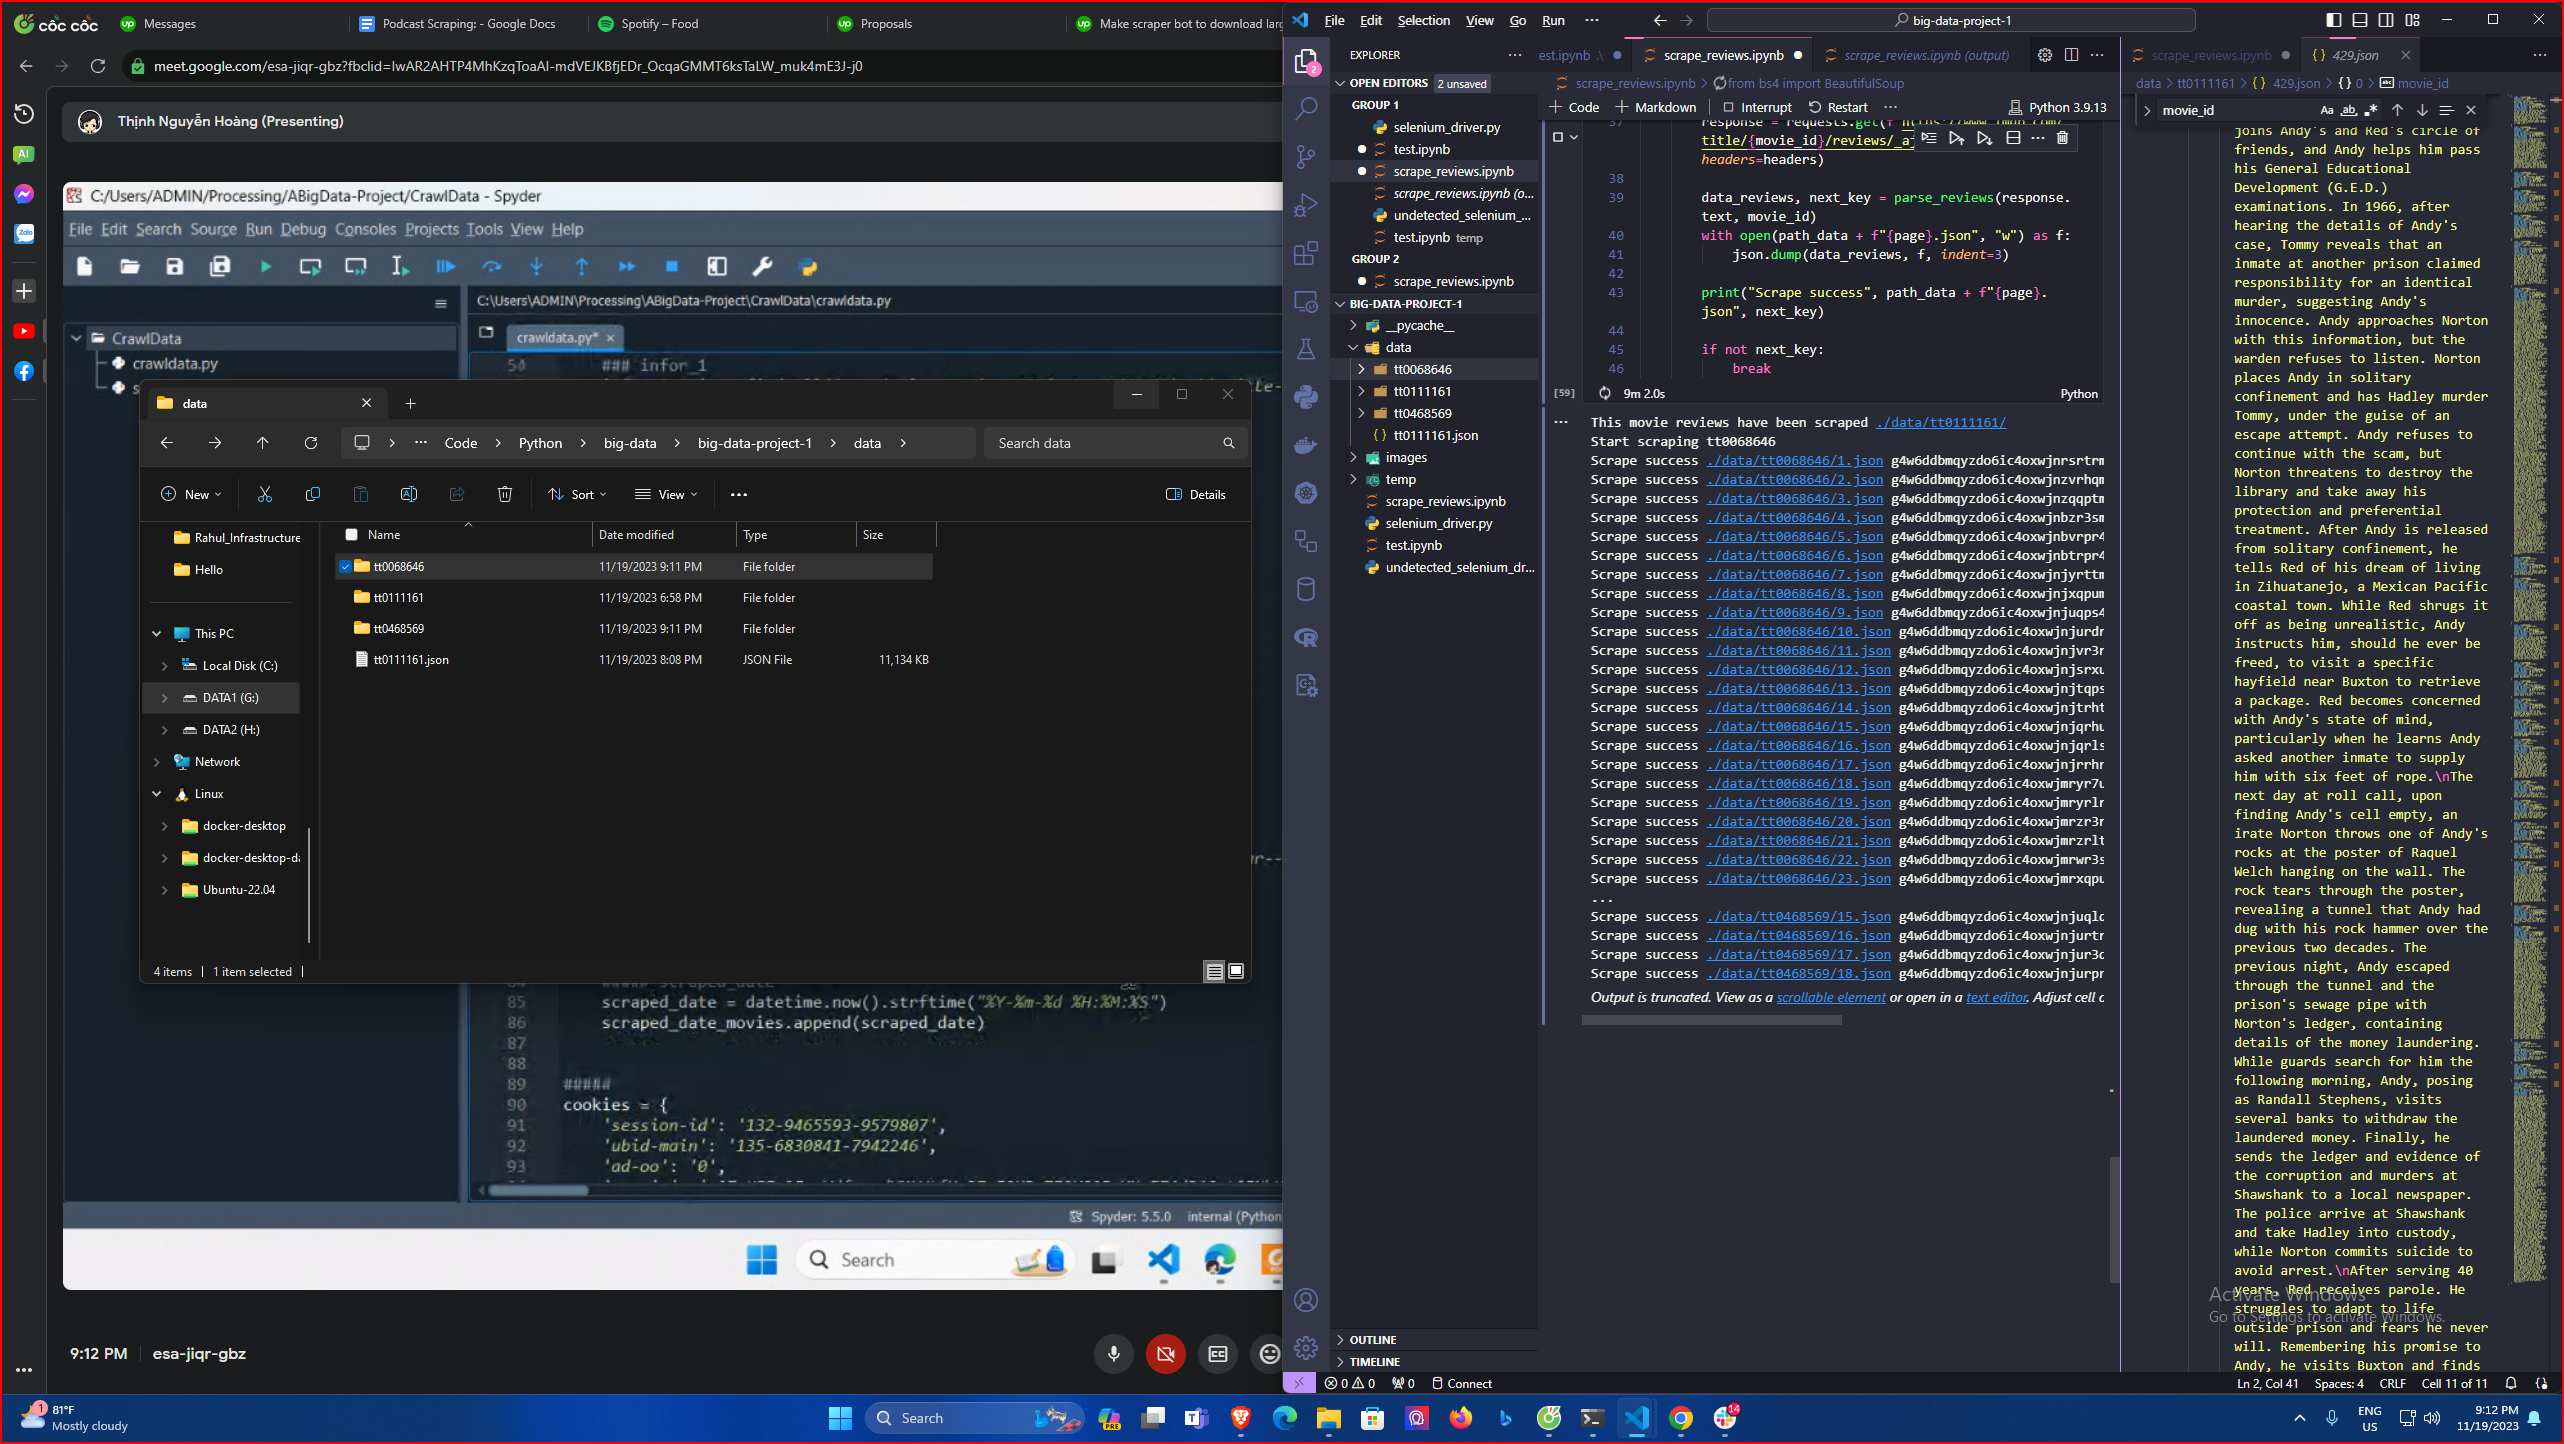 cốc cốc
Messages
Podcast Scraping: - Google Docs
Spotify – Food
Proposals
Make scraper bot to download lar
meet.google.com/esa-jiqr-gbz?fbclid=IwAR2AHTP4MhKzqToaAI-mdVEJKBfjEDr_OcqaGMMT6ksTaLW_muk4mE3J-j0
Thịnh Nguyễn Hoàng (Presenting)
C:/Users/ADMIN/Processing/ABigData-Project/CrawlData - Spyder
File Edit Search Source Run Debug Consoles Projects Tools View Help
C:\Users\ADMIN\Processing\ABigData-Project\CrawlData\crawldata.py
CrawlData
crawldata.py
crawldata.py*
54 ### infor_1
data
Code
Python
big-data
big-data-project-1
data
Search data
New
Sort
View
Details
Rahul_Infrastructure
Hello
This PC
Local Disk (C:)
DATA1 (G:)
DATA2 (H:)
Network
Linux
docker-desktop
docker-desktop-da
Ubuntu-22.04
Name Date modified Type Size
tt0068646 11/19/2023 9:11 PM File folder
tt0111161 11/19/2023 6:58 PM File folder
tt0468569 11/19/2023 9:11 PM File folder
tt0111161.json 11/19/2023 8:08 PM JSON File 11,134 KB
4 items 1 item selected
85 scraped_date = datetime.now().strftime("%Y-%m-%d %H:%M:%S")
86 scraped_date_movies.append(scraped_date)
87
88
89 #####
90 cookies = {
91 'session-id': '132-9465593-9579807',
92 'ubid-main': '135-6830841-7942246',
93 'ad-oo': '0',
Spyder: 5.5.0 internal (Python
Search
9:12 PM esa-jiqr-gbz
File Edit Selection View Go Run
big-data-project-1
EXPLORER
OPEN EDITORS 2 unsaved
GROUP 1
selenium_driver.py
test.ipynb
scrape_reviews.ipynb
scrape_reviews.ipynb (o...
undetected_selenium_...
test.ipynb temp
GROUP 2
scrape_reviews.ipynb
BIG-DATA-PROJECT-1
__pycache__
data
tt0068646
tt0111161
tt0468569
tt0111161.json
images
temp
scrape_reviews.ipynb
selenium_driver.py
test.ipynb
undetected_selenium_dr...
OUTLINE
TIMELINE
est.ipynb .\
scrape_reviews.ipynb
scrape_reviews.ipynb (output)
scrape_reviews.ipynb > from bs4 import BeautifulSoup
Code Markdown Interrupt Restart Python 3.9.13
title/{movie_id}/reviews/_a
headers=headers)
38
39 data_reviews, next_key = parse_reviews(response.
text, movie_id)
40 with open(path_data + f"{page}.json", "w") as f:
41 json.dump(data_reviews, f, indent=3)
42
43 print("Scrape success", path_data + f"{page}.
json", next_key)
44
45 if not next_key:
46 break
[59] 9m 2.0s Python
This movie reviews have been scraped ./data/tt0111161/
Start scraping tt0068646
Scrape success ./data/tt0068646/1.json g4w6ddbmqyzdo6ic4oxwjnrsrtrm
Scrape success ./data/tt0068646/2.json g4w6ddbmqyzdo6ic4oxwjnzvrhqm
Scrape success ./data/tt0068646/3.json g4w6ddbmqyzdo6ic4oxwjnzqqptm
Scrape success ./data/tt0068646/4.json g4w6ddbmqyzdo6ic4oxwjnbzr3sm
Scrape success ./data/tt0068646/5.json g4w6ddbmqyzdo6ic4oxwjnbvrpr4
Scrape success ./data/tt0068646/6.json g4w6ddbmqyzdo6ic4oxwjnbtrpr4
Scrape success ./data/tt0068646/7.json g4w6ddbmqyzdo6ic4oxwjnjyrttm
Scrape success ./data/tt0068646/8.json g4w6ddbmqyzdo6ic4oxwjnjxqpum
Scrape success ./data/tt0068646/9.json g4w6ddbmqyzdo6ic4oxwjnjuqps4
Scrape success ./data/tt0068646/10.json g4w6ddbmqyzdo6ic4oxwjnjurdr
Scrape success ./data/tt0068646/11.json g4w6ddbmqyzdo6ic4oxwjnjvr3r
Scrape success ./data/tt0068646/12.json g4w6ddbmqyzdo6ic4oxwjnjsrxu
Scrape success ./data/tt0068646/13.json g4w6ddbmqyzdo6ic4oxwjnjtqps
Scrape success ./data/tt0068646/14.json g4w6ddbmqyzdo6ic4oxwjnjtrht
Scrape success ./data/tt0068646/15.json g4w6ddbmqyzdo6ic4oxwjnjqrhu
Scrape success ./data/tt0068646/16.json g4w6ddbmqyzdo6ic4oxwjnjqrls
Scrape success ./data/tt0068646/17.json g4w6ddbmqyzdo6ic4oxwjnjrrhr
Scrape success ./data/tt0068646/18.json g4w6ddbmqyzdo6ic4oxwjmryr7u
Scrape success ./data/tt0068646/19.json g4w6ddbmqyzdo6ic4oxwjmryrlr
Scrape success ./data/tt0068646/20.json g4w6ddbmqyzdo6ic4oxwjmrzr3r
Scrape success ./data/tt0068646/21.json g4w6ddbmqyzdo6ic4oxwjmrzrlt
Scrape success ./data/tt0068646/22.json g4w6ddbmqyzdo6ic4oxwjmrwr3s
Scrape success ./data/tt0068646/23.json g4w6ddbmqyzdo6ic4oxwjmrxqpu
...
Scrape success ./data/tt0468569/15.json g4w6ddbmqyzdo6ic4oxwjnjuqlc
Scrape success ./data/tt0468569/16.json g4w6ddbmqyzdo6ic4oxwjnjurtr
Scrape success ./data/tt0468569/17.json g4w6ddbmqyzdo6ic4oxwjnjur3c
Scrape success ./data/tt0468569/18.json g4w6ddbmqyzdo6ic4oxwjnjurpr
Output is truncated. View as a scrollable element or open in a text editor. Adjust cell
scrape_reviews.ipynb
429.json
data > tt0111161 > 429.json > 0 > movie_id
movie_id
joins Andy's and Red's circle of
friends, and Andy helps him pass
his General Educational
Development (G.E.D.)
examinations. In 1966, after
hearing the details of Andy's
case, Tommy reveals that an
inmate at another prison claimed
responsibility for an identical
murder, suggesting Andy's
innocence. Andy approaches Norton
with this information, but the
warden refuses to listen. Norton
places Andy in solitary
confinement and has Hadley murder
Tommy, under the guise of an
escape attempt. Andy refuses to
continue with the scam, but
Norton threatens to destroy the
library and take away his
protection and preferential
treatment. After Andy is released
from solitary confinement, he
tells Red of his dream of living
in Zihuatanejo, a Mexican Pacific
coastal town. While Red shrugs it
off as being unrealistic, Andy
instructs him, should he ever be
freed, to visit a specific
hayfield near Buxton to retrieve
a package. Red becomes concerned
with Andy's state of mind,
particularly when he learns Andy
asked another inmate to supply
him with six feet of rope.\nThe
next day at roll call, upon
finding Andy's cell empty, an
irate Norton throws one of Andy's
rocks at the poster of Raquel
Welch hanging on the wall. The
rock tears through the poster,
revealing a tunnel that Andy had
dug with his rock hammer over the
previous two decades. The
previous night, Andy escaped
through the tunnel and the
prison's sewage pipe with
Norton's ledger, containing
details of the money laundering.
While guards search for him the
following morning, Andy, posing
as Randall Stephens, visits
several banks to withdraw the
laundered money. Finally, he
sends the ledger and evidence of
the corruption and murders at
Shawshank to a local newspaper.
The police arrive at Shawshank
and take Hadley into custody,
while Norton commits suicide to
avoid arrest.\nAfter serving 40
years, Red receives parole. He
struggles to adapt to life
outside prison and fears he never
will. Remembering his promise to
Andy, he visits Buxton and finds
Activate Windows
Go to Settings to activate Windows.
0 0 0 Connect
Ln 2, Col 41 Spaces: 4 CRLF Cell 11 of 11
81°F
Mostly cloudy
Search
ENG
US
9:12 PM
11/19/2023